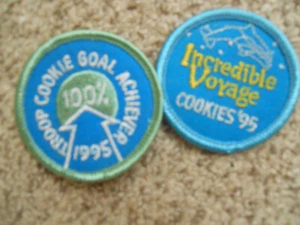 TROOP COOKIE GOAL ACHIEVER 1995
100%
Incredible
Voyage
COOKIES '95